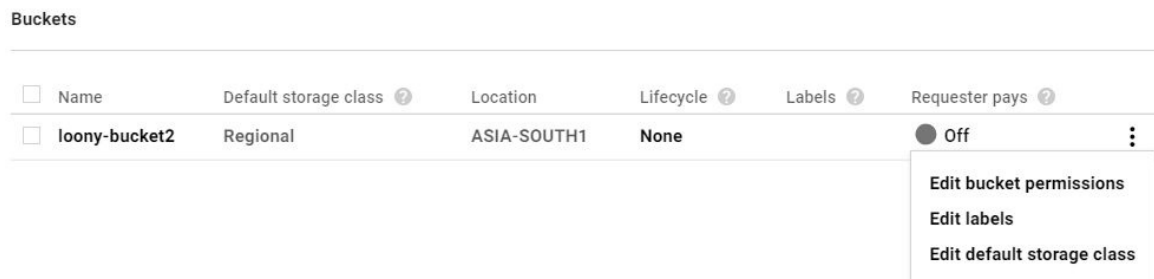 Buckets
Name Default storage class ? Location Lifecycle ? Labels ? Requester pays ?
loony-bucket2 Regional ASIA-SOUTH1 None Off
Edit bucket permissions
Edit labels
Edit default storage class